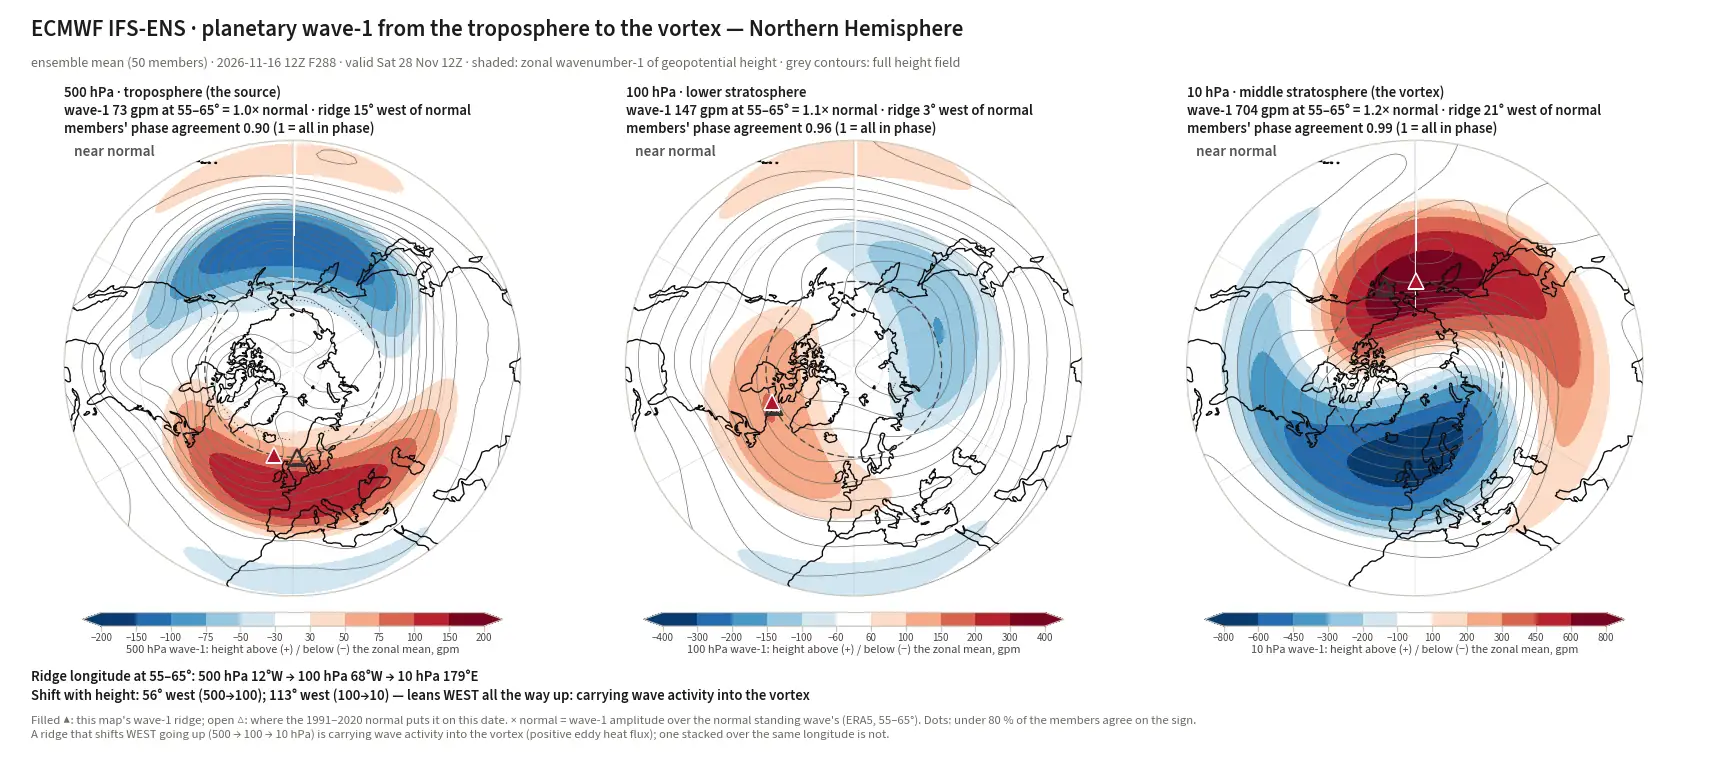 ECMWF IFS-ENS · planetary wave-1 from the troposphere to the vortex — Northern Hemisphere
ensemble mean (50 members) · 2026-11-16 12Z F288 · valid Sat 28 Nov 12Z · shaded: zonal wavenumber-1 of geopotential height · grey contours: full height field
500 hPa · troposphere (the source)
wave-1 73 gpm at 55–65° = 1.0× normal · ridge 15° west of normal
members' phase agreement 0.90 (1 = all in phase)
near normal
100 hPa · lower stratosphere
wave-1 147 gpm at 55–65° = 1.1× normal · ridge 3° west of normal
members' phase agreement 0.96 (1 = all in phase)
near normal
10 hPa · middle stratosphere (the vortex)
wave-1 704 gpm at 55–65° = 1.2× normal · ridge 21° west of normal
members' phase agreement 0.99 (1 = all in phase)
near normal
−200 −150 −100 −75 −50 −30 30 50 75 100 150 200
500 hPa wave-1: height above (+) / below (−) the zonal mean, gpm
−400 −300 −200 −150 −100 −60 60 100 150 200 300 400
100 hPa wave-1: height above (+) / below (−) the zonal mean, gpm
−800 −600 −450 −300 −200 −100 100 200 300 450 600 800
10 hPa wave-1: height above (+) / below (−) the zonal mean, gpm
Ridge longitude at 55–65°: 500 hPa 12°W → 100 hPa 68°W → 10 hPa 179°E
Shift with height: 56° west (500→100); 113° west (100→10) — leans WEST all the way up: carrying wave activity into the vortex
Filled ▲: this map's wave-1 ridge; open △: where the 1991–2020 normal puts it on this date. × normal = wave-1 amplitude over the normal standing wave's (ERA5, 55–65°). Dots: under 80 % of the members agree on the sign.
A ridge that shifts WEST going up (500 → 100 → 10 hPa) is carrying wave activity into the vortex (positive eddy heat flux); one stacked over the same longitude is not.